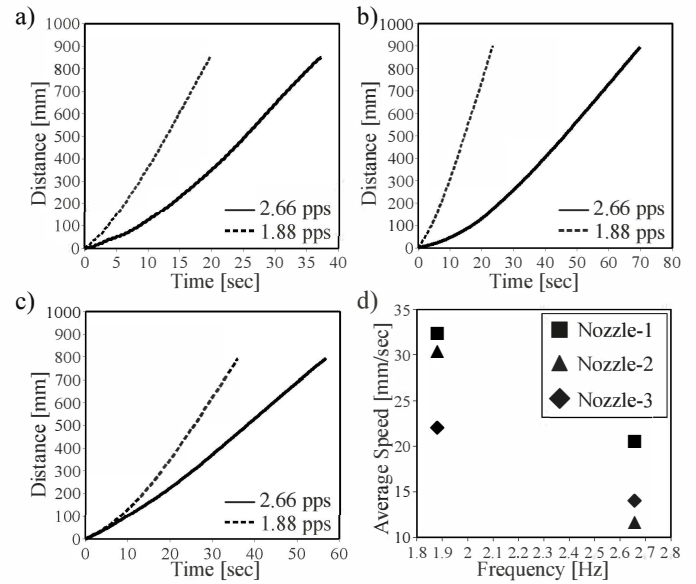 a)
1000
900
800
700
600
500
400
300
200
100
0
Distance [mm]
2.66 pps
1.88 pps
0 5 10 15 20 25 30 35 40
Time [sec]
b)
1000
900
800
700
600
500
400
300
200
100
0
Distance [mm]
2.66 pps
1.88 pps
0 10 20 30 40 50 60 70 80
Time [sec]
c)
1000
900
800
700
600
500
400
300
200
100
0
Distance [mm]
2.66 pps
1.88 pps
0 10 20 30 40 50 60
Time [sec]
d)
35
30
25
20
15
10
Average Speed [mm/sec]
Nozzle-1
Nozzle-2
Nozzle-3
1.8 1.9 2 2.1 2.2 2.3 2.4 2.5 2.6 2.7 2.8
Frequency [Hz]